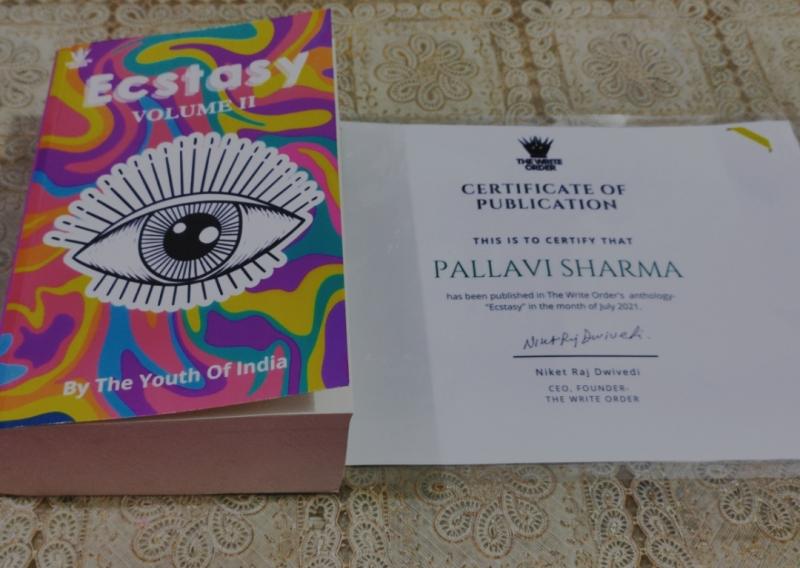 Ecstasy
VOLUME II
By The Youth Of India
THE WRITE
ORDER
CERTIFICATE OF
PUBLICATION
THIS IS TO CERTIFY THAT
PALLAVI SHARMA
has been published in The Write Order's anthology-
"Ecstasy" in the month of July 2021.
Niket Raj Dwivedi.
Niket Raj Dwivedi
CEO, FOUNDER-
THE WRITE ORDER